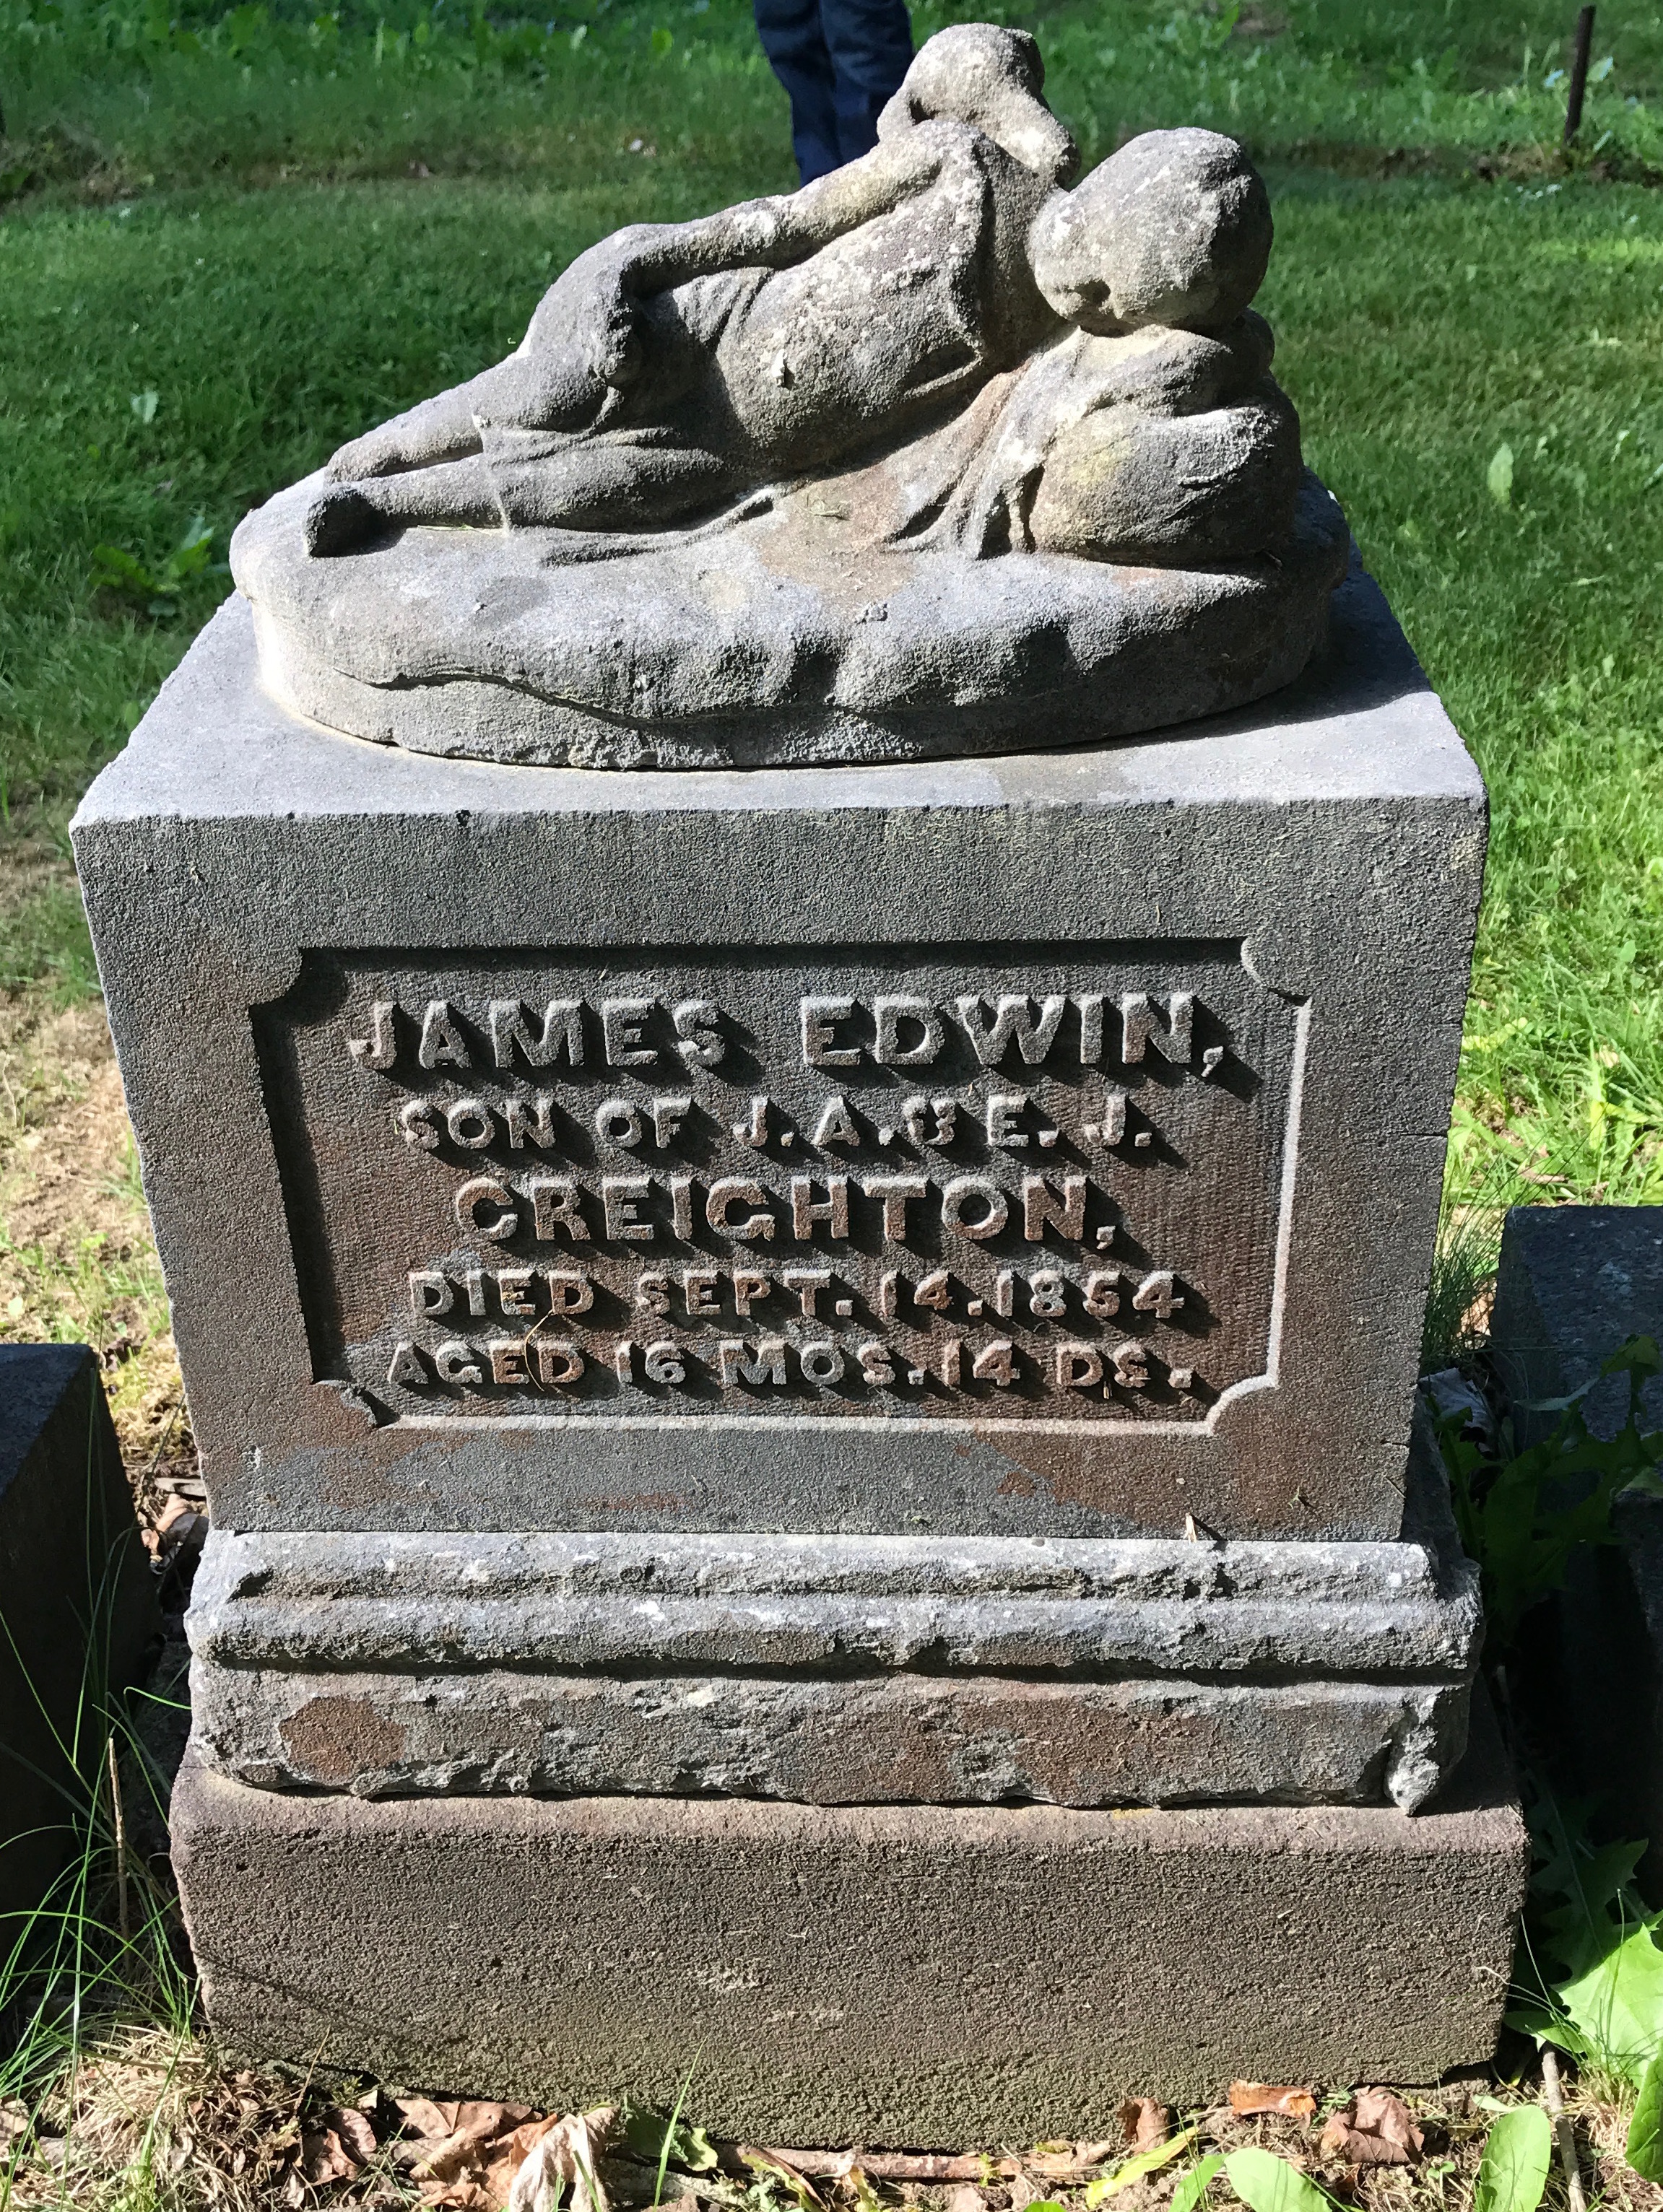 JAMES EDWIN,
SON OF J.A. & E. J.
CREIGHTON,
DIED SEPT. 14. 1854
AGED 16 MOS. 14 DS.